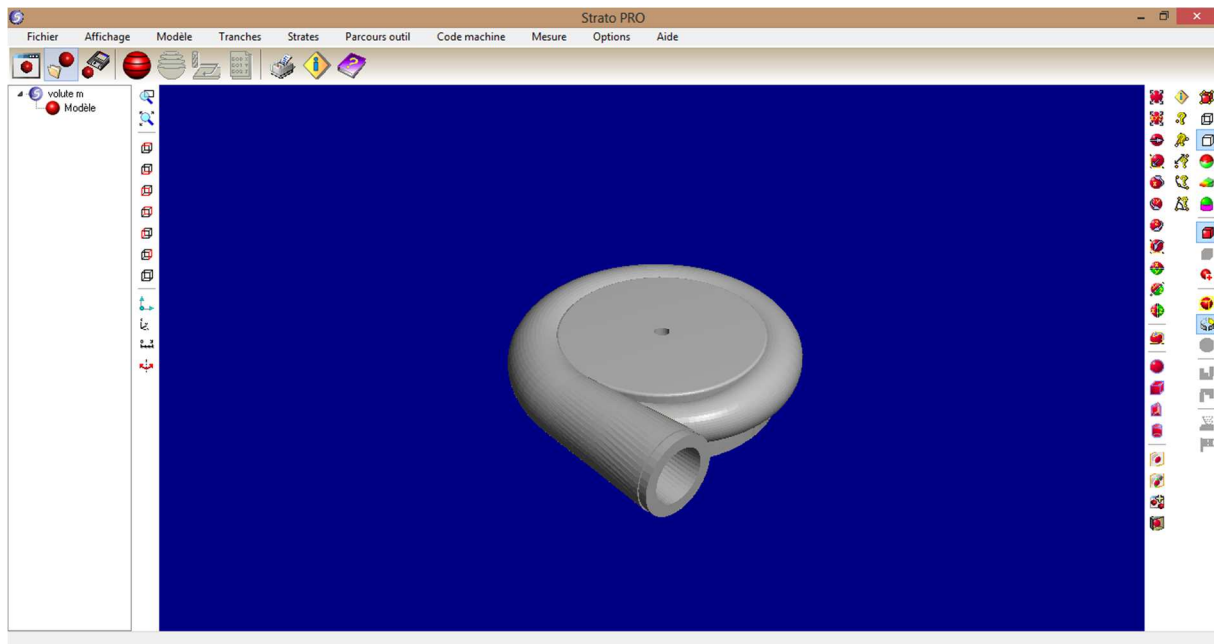 Strato PRO
Fichier Affichage Modèle Tranches Strates Parcours outil Code machine Mesure Options Aide
volute m
Modèle